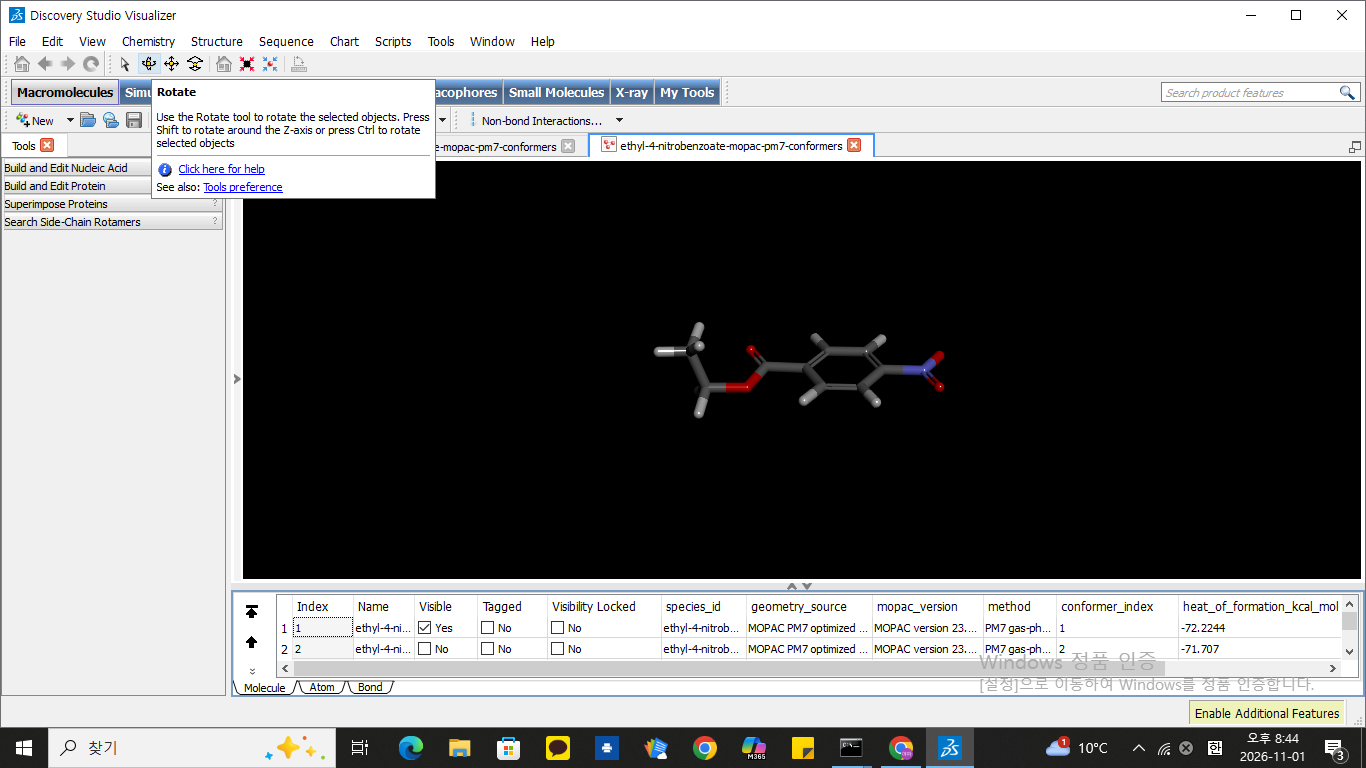 Discovery Studio Visualizer
File Edit View Chemistry Structure Sequence Chart Scripts Tools Window Help
Macromolecules Simu acophores Small Molecules X-ray My Tools
Search product features
Rotate
Use the Rotate tool to rotate the selected objects. Press
Shift to rotate around the Z-axis or press Ctrl to rotate
selected objects
Click here for help
See also: Tools preference
New Non-bond Interactions...
Tools
e-mopac-pm7-conformers ethyl-4-nitrobenzoate-mopac-pm7-conformers
Build and Edit Nucleic Acid
Build and Edit Protein
Superimpose Proteins ?
Search Side-Chain Rotamers ?
Index Name Visible Tagged Visibility Locked species_id geometry_source mopac_version method conformer_index heat_of_formation_kcal_mol
1 1 ethyl-4-ni... Yes No No ethyl-4-nitrob... MOPAC PM7 optimized ... MOPAC version 23.... PM7 gas-ph... 1 -72.2244
2 2 ethyl-4-ni... No No No ethyl-4-nitrob... MOPAC PM7 optimized ... MOPAC version 23.... PM7 gas-ph... 2 -71.707
Windows 정품 인증
[설정]으로 이동하여 Windows를 정품 인증합니다.
Molecule Atom Bond
Enable Additional Features
찾기
M365
1
10°C
한
오후 8:44
2026-11-01
3